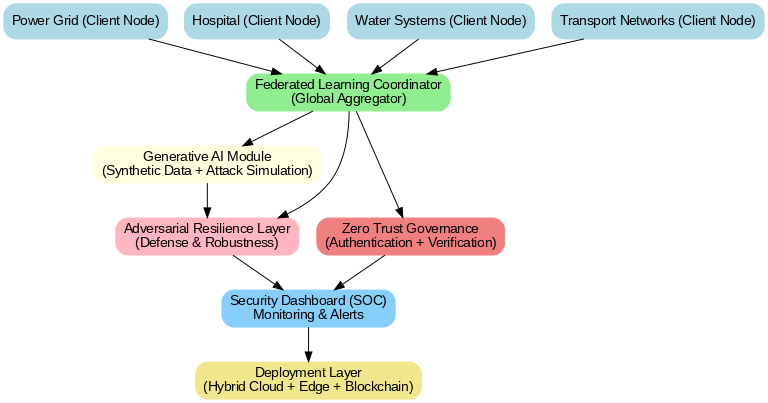 Power Grid (Client Node)
Hospital (Client Node)
Water Systems (Client Node)
Transport Networks (Client Node)
Federated Learning Coordinator
(Global Aggregator)
Generative AI Module
(Synthetic Data + Attack Simulation)
Adversarial Resilience Layer
(Defense & Robustness)
Zero Trust Governance
(Authentication + Verification)
Security Dashboard (SOC)
Monitoring & Alerts
Deployment Layer
(Hybrid Cloud + Edge + Blockchain)